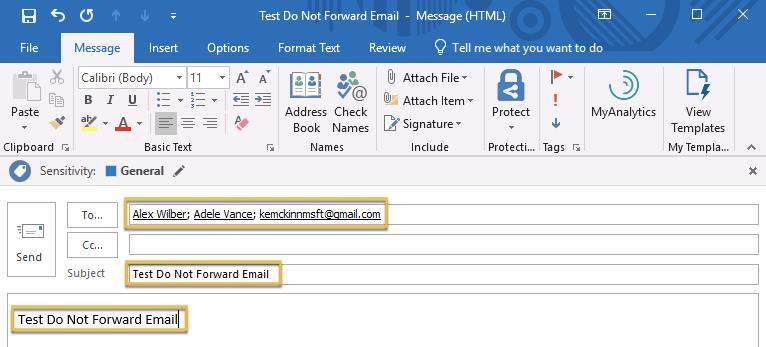 Test Do Not Forward Email - Message (HTML)
File Message Insert Options Format Text Review Tell me what you want to do
Paste
Calibri (Body) 11 A A
B I U
A
Address Book
Check Names
Attach File
Attach Item
Signature
Protect
Tags
MyAnalytics
View Templates
Clipboard Basic Text Names Include Protecti... Tags My Templa...
Sensitivity: General
Send
To... Alex Wilber; Adele Vance; kemckinnmsft@gmail.com
Cc...
Subject Test Do Not Forward Email
Test Do Not Forward Email